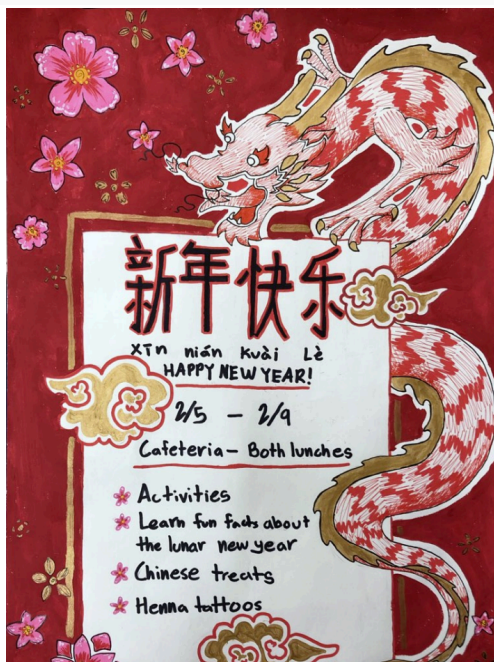 新年快乐
xīn nián kuài Lè
HAPPY NEW YEAR!
2/5 – 2/9
Cafeteria – Both lunches
Activities
Learn fun facts about
the lunar new year
Chinese treats
Henna tattoos